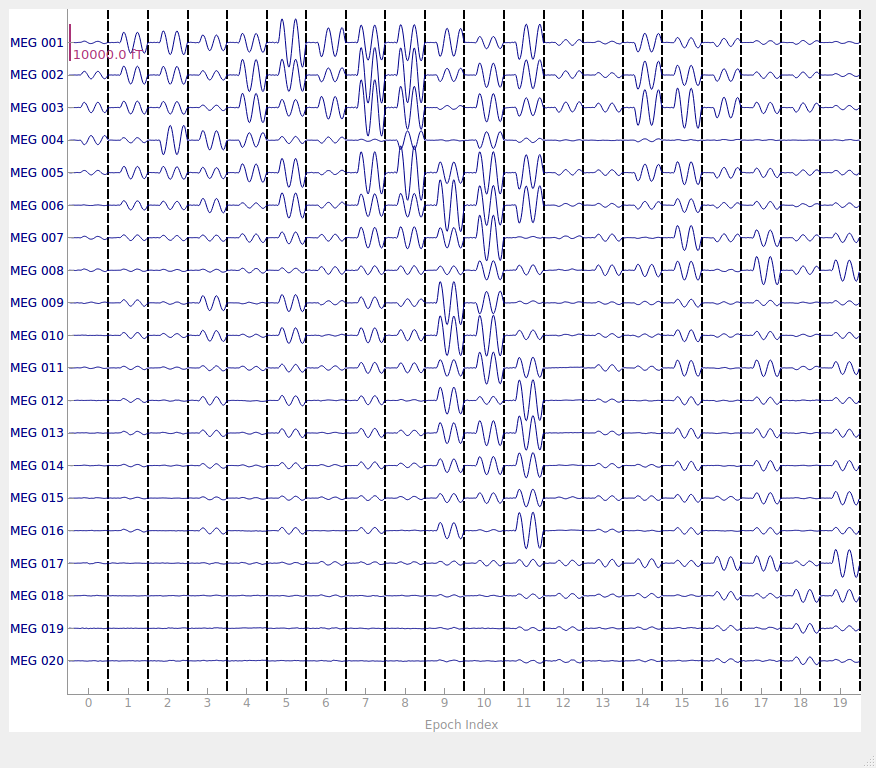 MEG 001
10000.0 fT
MEG 002
MEG 003
MEG 004
MEG 005
MEG 006
MEG 007
MEG 008
MEG 009
MEG 010
MEG 011
MEG 012
MEG 013
MEG 014
MEG 015
MEG 016
MEG 017
MEG 018
MEG 019
MEG 020
0 1 2 3 4 5 6 7 8 9 10 11 12 13 14 15 16 17 18 19
Epoch Index